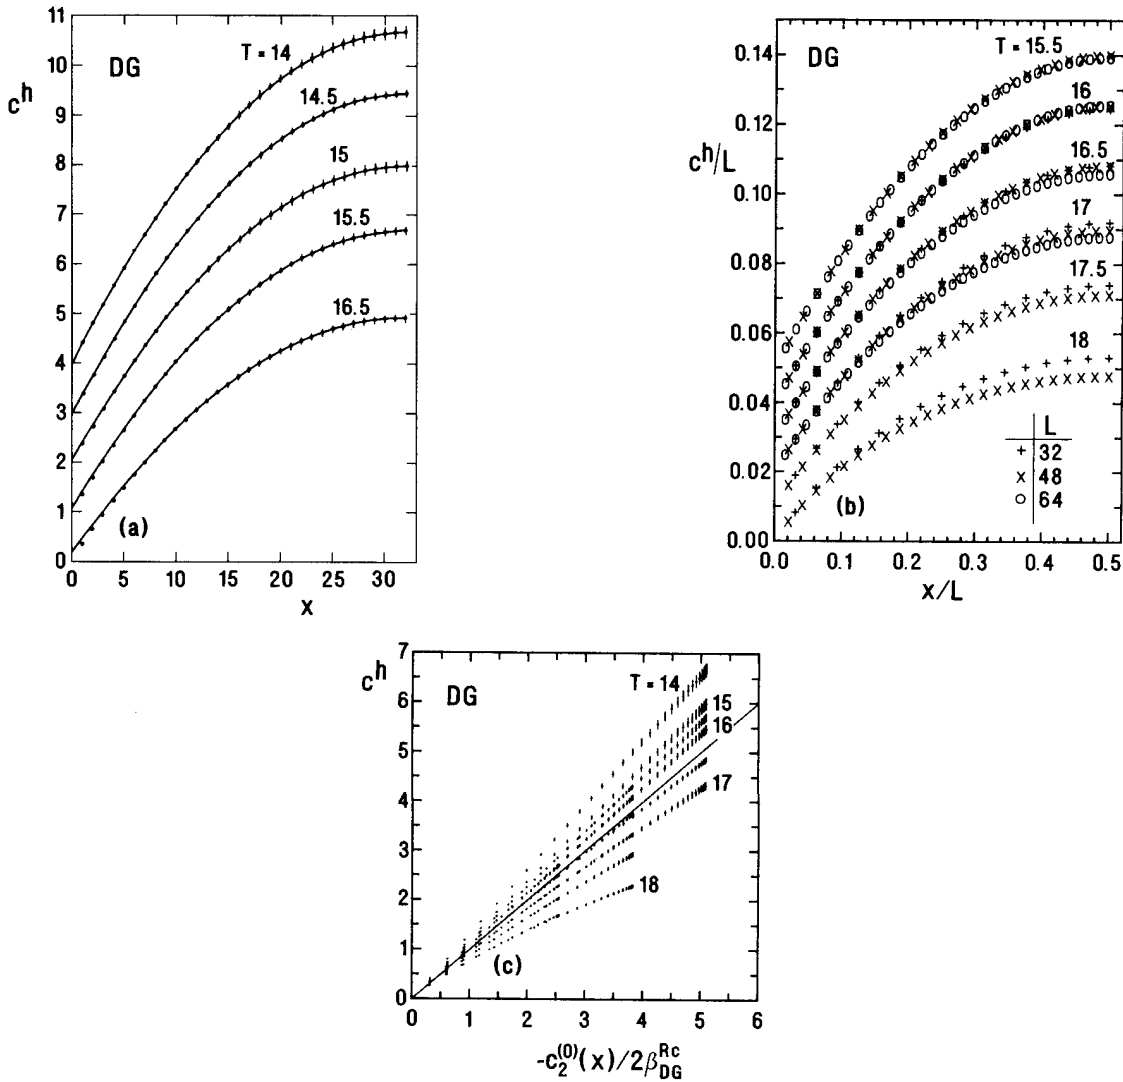 11
10
9
8
7
6
5
4
3
2
1
0
c^h
DG
T = 14
14.5
15
15.5
16.5
(a)
0 5 10 15 20 25 30
x
0.14
0.12
0.10
0.08
0.06
0.04
0.02
0.00
c^h/L
DG
T = 15.5
16
16.5
17
17.5
18
L
+ 32
x 48
o 64
(b)
0.0 0.1 0.2 0.3 0.4 0.5
x/L
7
6
5
4
3
2
1
0
c^h
DG
T = 14
15
16
17
18
(c)
0 1 2 3 4 5 6
-c_2^{(0)}(x)/2β_{DG}^{Rc}